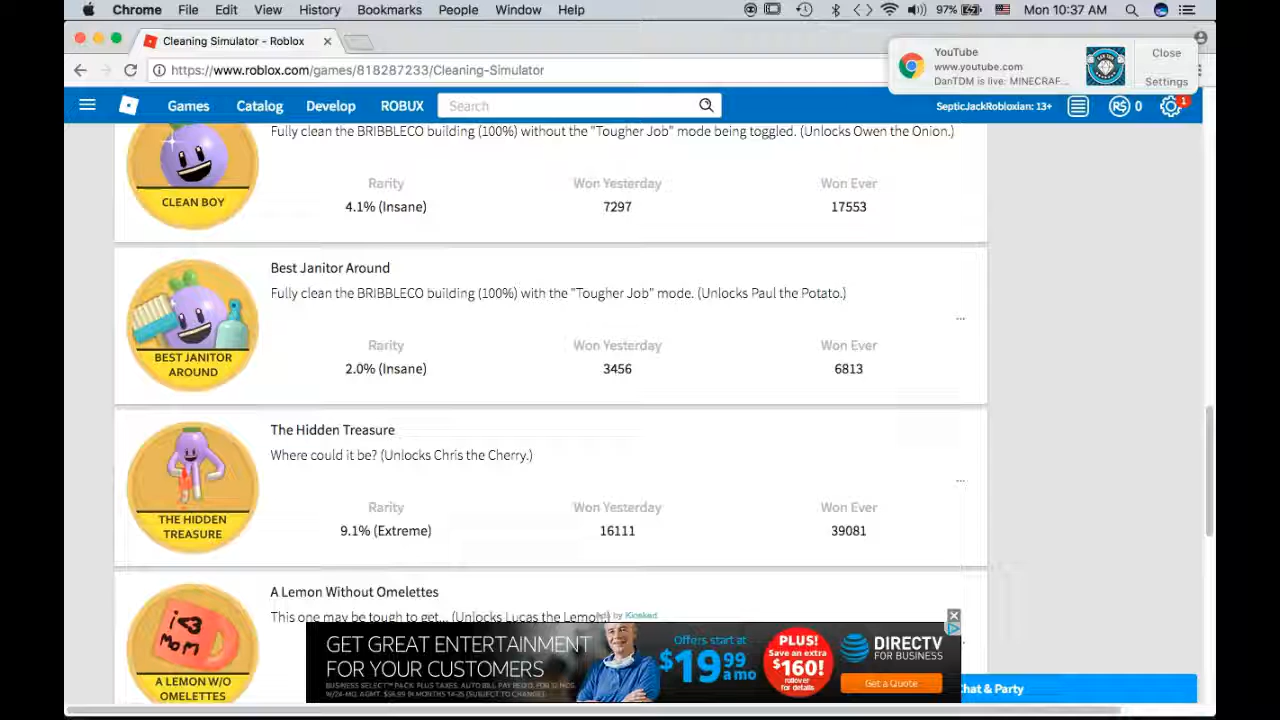 Chrome File Edit View History Bookmarks People Window Help 97% Mon 10:37 AM
Cleaning Simulator - Roblox
https://www.roblox.com/games/818287233/Cleaning-Simulator
YouTube
www.youtube.com
DanTDM is live: MINECRAF...
Close
Settings
Games Catalog Develop ROBUX Search SepticJackRobloxian: 13+ R$ 0 1
Fully clean the BRIBBLECO building (100%) without the "Tougher Job" mode being toggled. (Unlocks Owen the Onion.)
CLEAN BOY
Rarity Won Yesterday Won Ever
4.1% (Insane) 7297 17553
Best Janitor Around
Fully clean the BRIBBLECO building (100%) with the "Tougher Job" mode. (Unlocks Paul the Potato.)
...
BEST JANITOR
AROUND
Rarity Won Yesterday Won Ever
2.0% (Insane) 3456 6813
The Hidden Treasure
Where could it be? (Unlocks Chris the Cherry.)
...
THE HIDDEN
TREASURE
Rarity Won Yesterday Won Ever
9.1% (Extreme) 16111 39081
A Lemon Without Omelettes
This one may be tough to get... (Unlocks Lucas the Lemon.)
i<3
MOM
A LEMON W/O
OMELETTES
by Kiosked
GET GREAT ENTERTAINMENT
FOR YOUR CUSTOMERS
Offers start at
$19.99
a mo
PLUS!
Save an extra
$160!
rollover
for details
DIRECTV
FOR BUSINESS
Get a Quote
Chat & Party